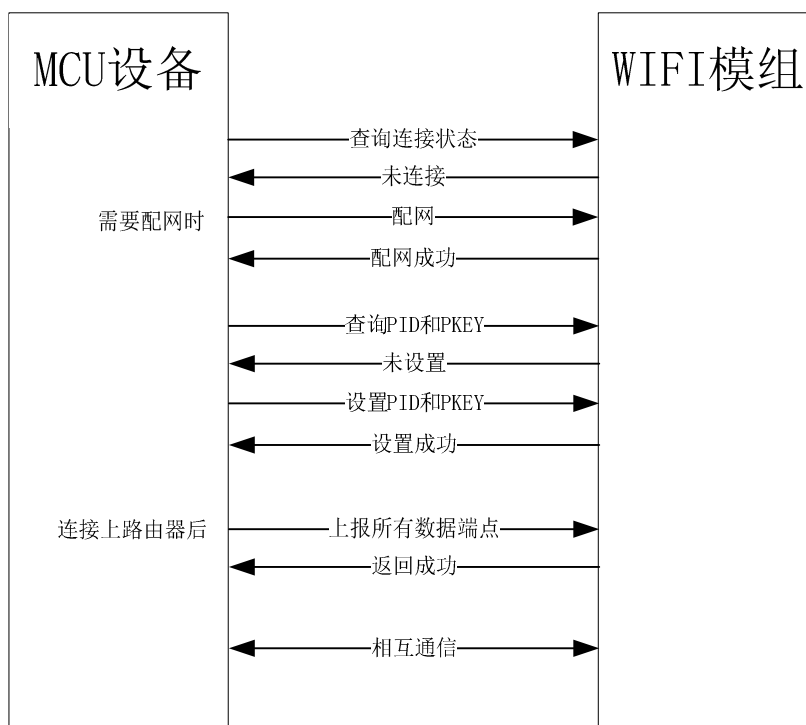 MCU设备
WIFI模组
查询连接状态
未连接
需要配网时
配网
配网成功
查询PID和PKEY
未设置
设置PID和PKEY
设置成功
连接上路由器后
上报所有数据端点
返回成功
相互通信